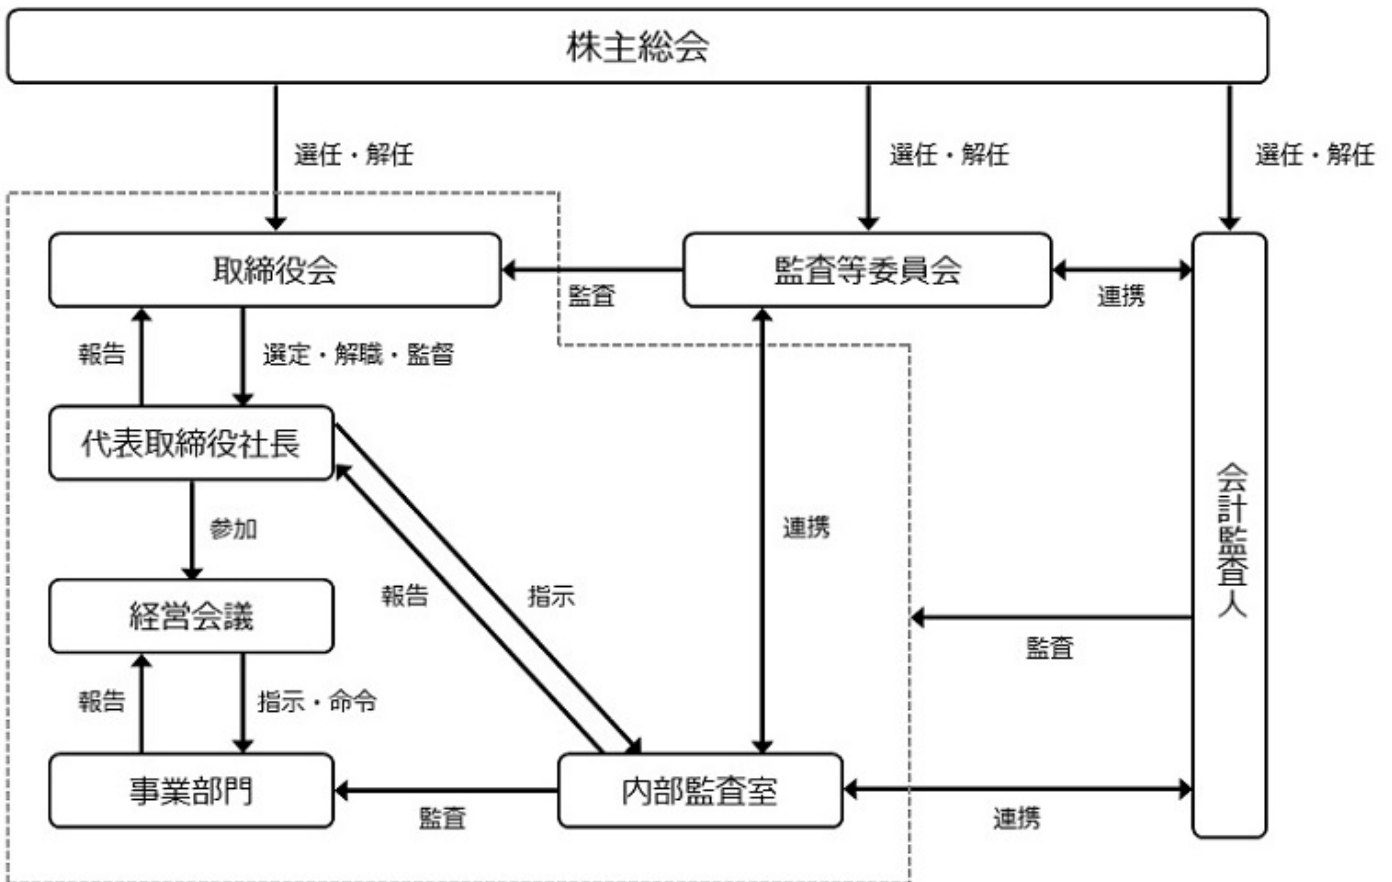 株主総会
選任・解任
選任・解任
選任・解任
取締役会
監査等委員会
監査
連携
報告
選定・解職・監督
代表取締役社長
参加
連携
経営会議
報告
指示
会計監査人
監査
報告
指示・命令
事業部門
内部監査室
監査
連携